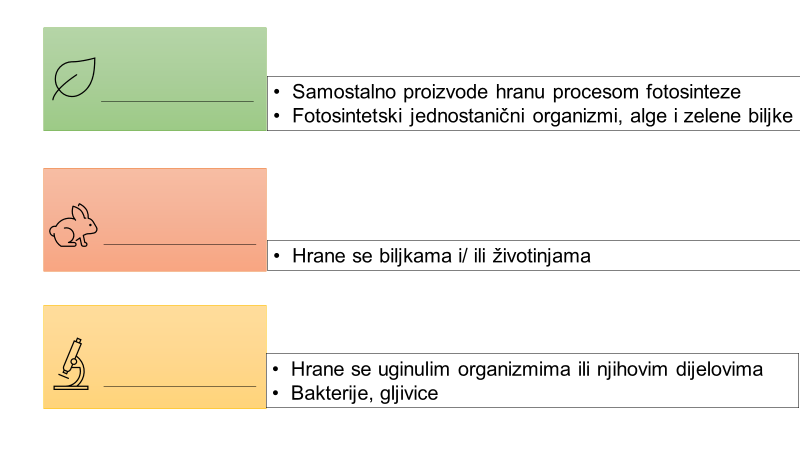 • Samostalno proizvode hranu procesom fotosinteze
• Fotosintetski jednostanični organizmi, alge i zelene biljke
• Hrane se biljkama i/ ili životinjama
• Hrane se uginulim organizmima ili njihovim dijelovima
• Bakterije, gljivice